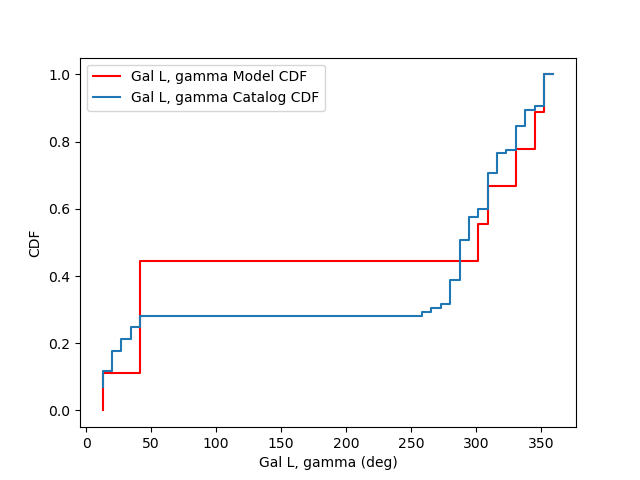 Gal L, gamma Model CDF
Gal L, gamma Catalog CDF
1.0
0.8
0.6
0.4
0.2
0.0
CDF
0 50 100 150 200 250 300 350
Gal L, gamma (deg)